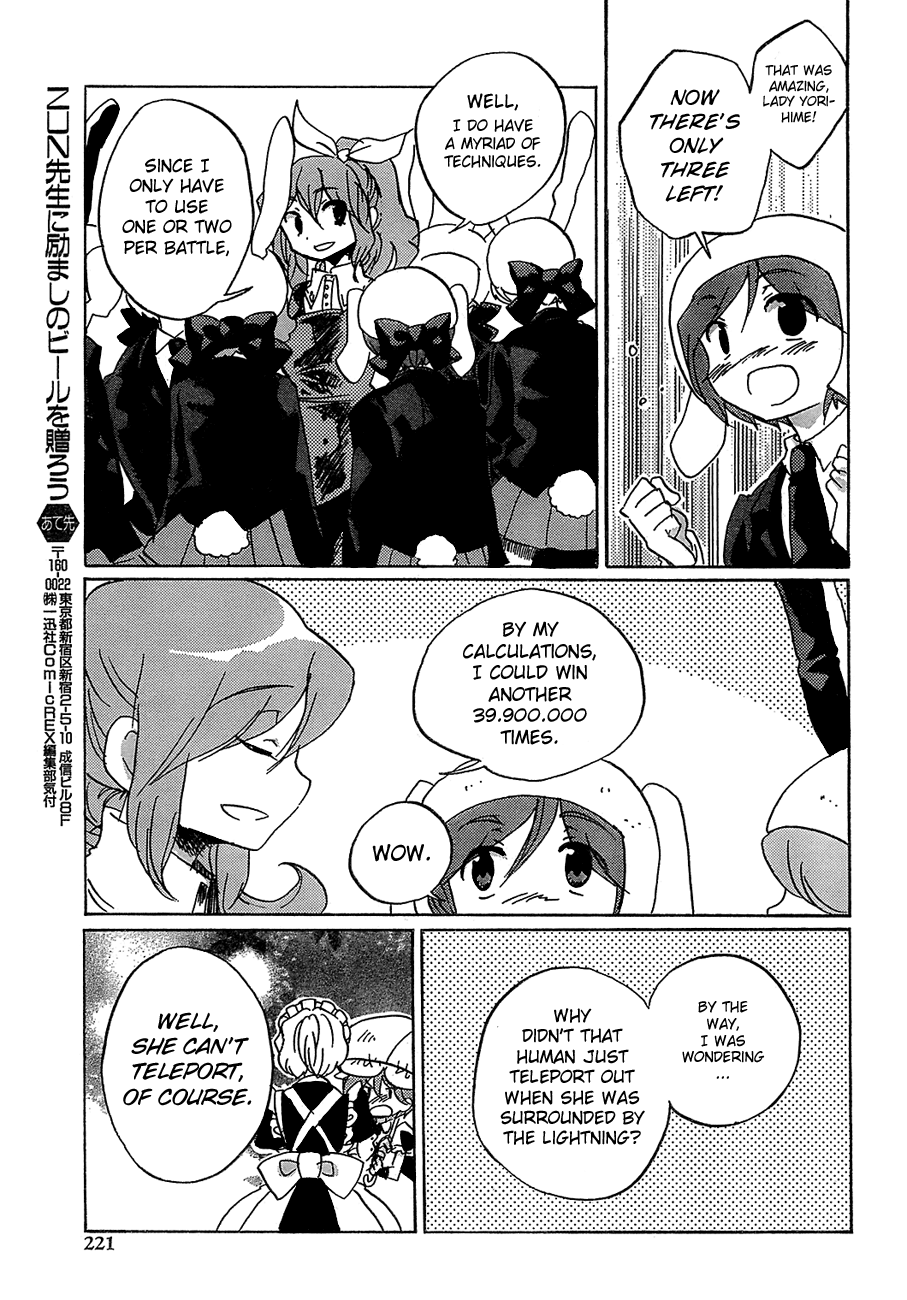 THAT WAS
AMAZING,
LADY YORI-
HIME!
NOW
THERE'S
ONLY
THREE
LEFT!
WELL,
I DO HAVE
A MYRIAD OF
TECHNIQUES.
SINCE I
ONLY HAVE
TO USE
ONE OR TWO
PER BATTLE,
BY MY
CALCULATIONS,
I COULD WIN
ANOTHER
39.900.000
TIMES.
WOW.
BY THE
WAY,
I WAS
WONDERING
...
WHY
DIDN'T THAT
HUMAN JUST
TELEPORT OUT
WHEN SHE WAS
SURROUNDED BY
THE LIGHTNING?
WELL,
SHE CAN'T
TELEPORT,
OF COURSE.
ZUN先生に励ましのビールを贈ろう あて先 〒160-0022 東京都新宿区新宿2-5-10 成信ビル8F ㈱一迅社ComicREX編集部気付
221